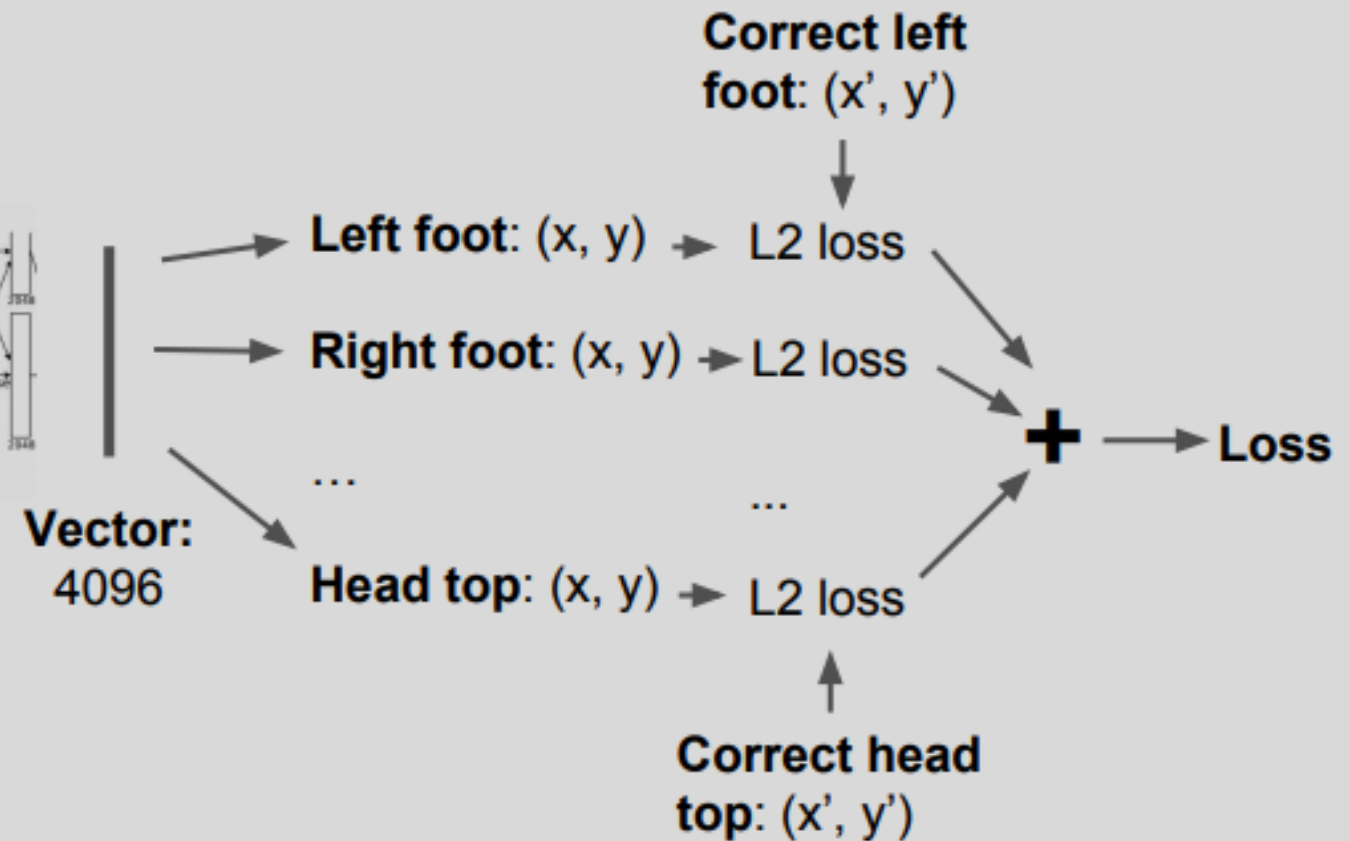 Correct left
foot: (x’, y’)
Left foot: (x, y)
L2 loss
Right foot: (x, y)
L2 loss
Loss
...
...
Vector:
4096
Head top: (x, y)
L2 loss
Correct head
top: (x’, y’)